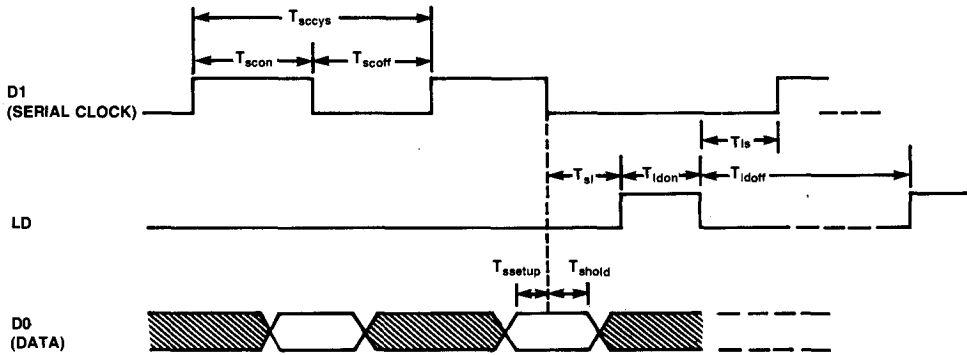 Tsccys
Tscon
Tscoff
D1
(SERIAL CLOCK)
Tls
Tsl
Tldon
Tldoff
LD
Tssetup
Tshold
D0
(DATA)